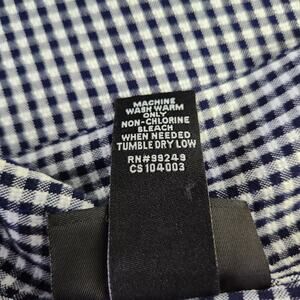 MACHINE
WASH WARM
ONLY
NON-CHLORINE
BLEACH
WHEN NEEDED
TUMBLE DRY LOW
RN#99249
CS104003